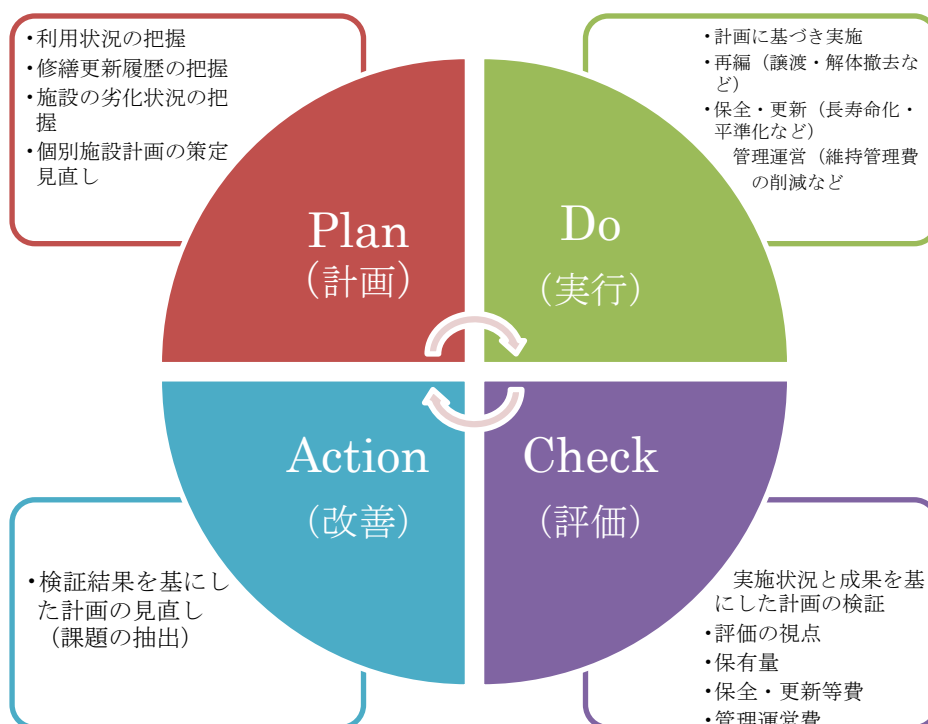 ・利用状況の把握
・修繕更新履歴の把握
・施設の劣化状況の把
握
・個別施設計画の策定
見直し
・計画に基づき実施
・再編（譲渡・解体撤去な
ど）
・保全・更新（長寿命化・
平準化など）
管理運営（維持管理費
の削減など
Plan
（計画）
Do
（実行）
Action
（改善）
Check
（評価）
・検証結果を基にし
た計画の見直し
（課題の抽出）
実施状況と成果を基
にした計画の検証
・評価の視点
・保有量
・保全・更新等費
・管理運営費